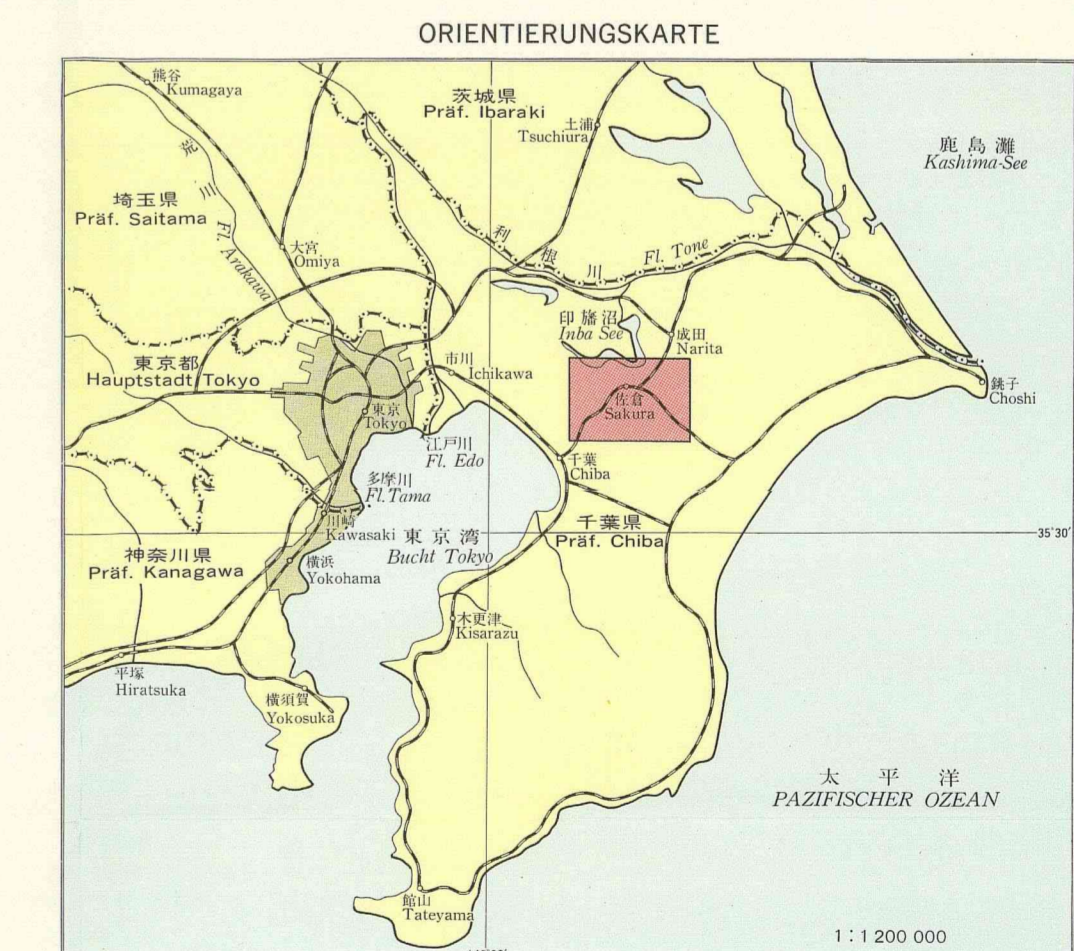 ORIENTIERUNGSKARTE
熊谷
Kumagaya
茨城県
Präf. Ibaraki
土浦
Tsuchiura
鹿島灘
Kashima-See
荒川
Fl. Arakawa
埼玉県
Präf. Saitama
大宮
Omiya
利根川
Fl. Tone
印旛沼
Inba See
成田
Narita
東京都
Hauptstadt Tokyo
市川
Ichikawa
佐倉
Sakura
銚子
Choshi
東京
Tokyo
江戸川
Fl. Edo
千葉
Chiba
多摩川
Fl. Tama
川崎
Kawasaki
東京湾
Bucht Tokyo
千葉県
Präf. Chiba
35°30′
神奈川県
Präf. Kanagawa
横浜
Yokohama
木更津
Kisarazu
平塚
Hiratsuka
横須賀
Yokosuka
太平洋
PAZIFISCHER OZEAN
館山
Tateyama
1:1 200 000